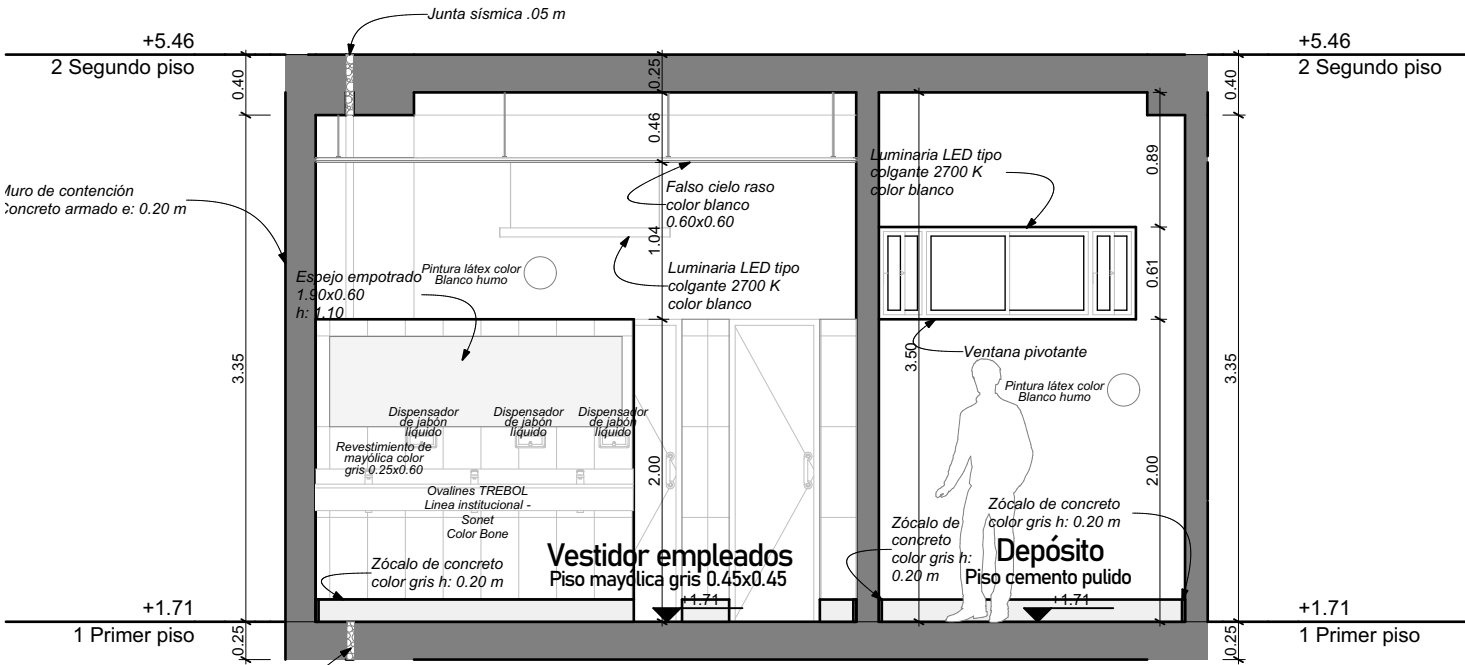 Junta sísmica .05 m
+5.46
2 Segundo piso
+5.46
2 Segundo piso
0.40
0.25
0.40
0.46
0.89
Muro de contención
Concreto armado e: 0.20 m
Falso cielo raso
color blanco
0.60x0.60
Luminaria LED tipo
colgante 2700 K
color blanco
1.04
0.61
Espejo empotrado
1.90x0.60
h: 1.10
Pintura látex color
Blanco humo
Luminaria LED tipo
colgante 2700 K
color blanco
3.35
3.50
Ventana pivotante
3.35
Pintura látex color
Blanco humo
Dispensador
de jabón
líquido
Dispensador
de jabón
líquido
Dispensador
de jabón
líquido
Revestimiento de
mayólica color
gris 0.25x0.60
2.00
2.00
Ovalines TREBOL
Linea institucional -
Sonet
Color Bone
Zócalo de concreto
color gris h: 0.20 m
Vestidor empleados
Piso mayólica gris 0.45x0.45
+1.71
Zócalo de
concreto
color gris h:
0.20 m
Zócalo de concreto
color gris h: 0.20 m
Depósito
Piso cemento pulido
+1.71
+1.71
1 Primer piso
+1.71
1 Primer piso
0.25
0.25